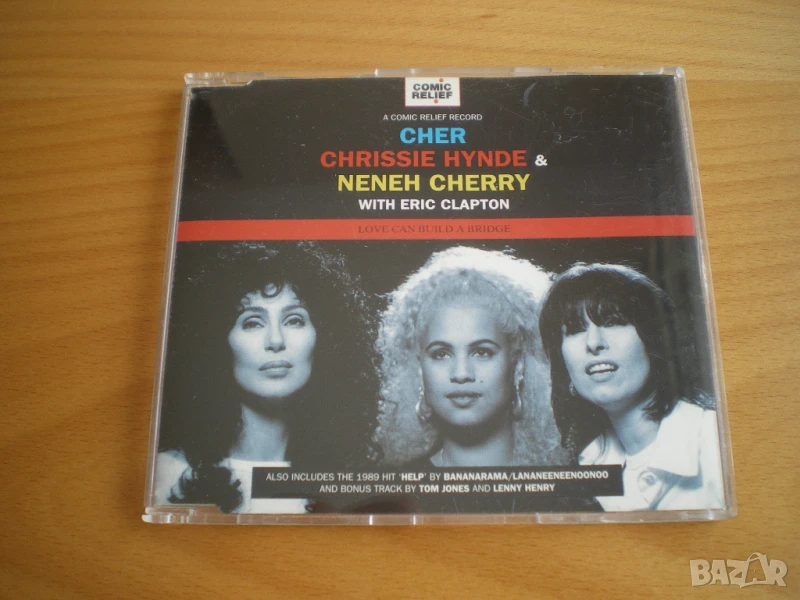 COMIC
RELIEF
A COMIC RELIEF RECORD
CHER
CHRISSIE HYNDE &
NENEH CHERRY
WITH ERIC CLAPTON
LOVE CAN BUILD A BRIDGE
ALSO INCLUDES THE 1989 HIT 'HELP' BY BANANARAMA/LANANEENEENOONOO
AND BONUS TRACK BY TOM JONES AND LENNY HENRY
BAZAR